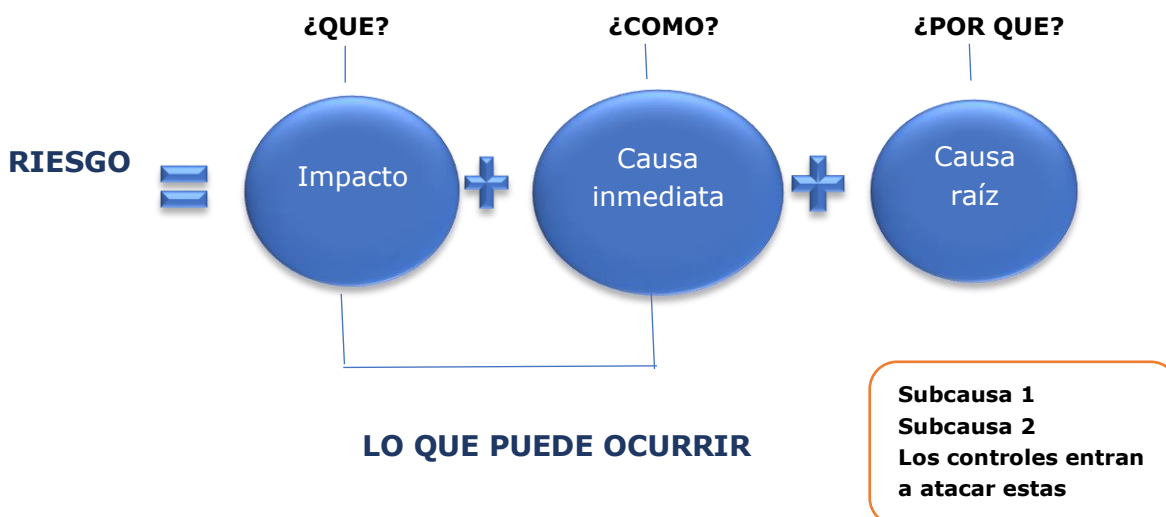 ¿QUE?
¿COMO?
¿POR QUE?
RIESGO
Impacto
Causa
inmediata
Causa
raíz
LO QUE PUEDE OCURRIR
Subcausa 1
Subcausa 2
Los controles entran
a atacar estas